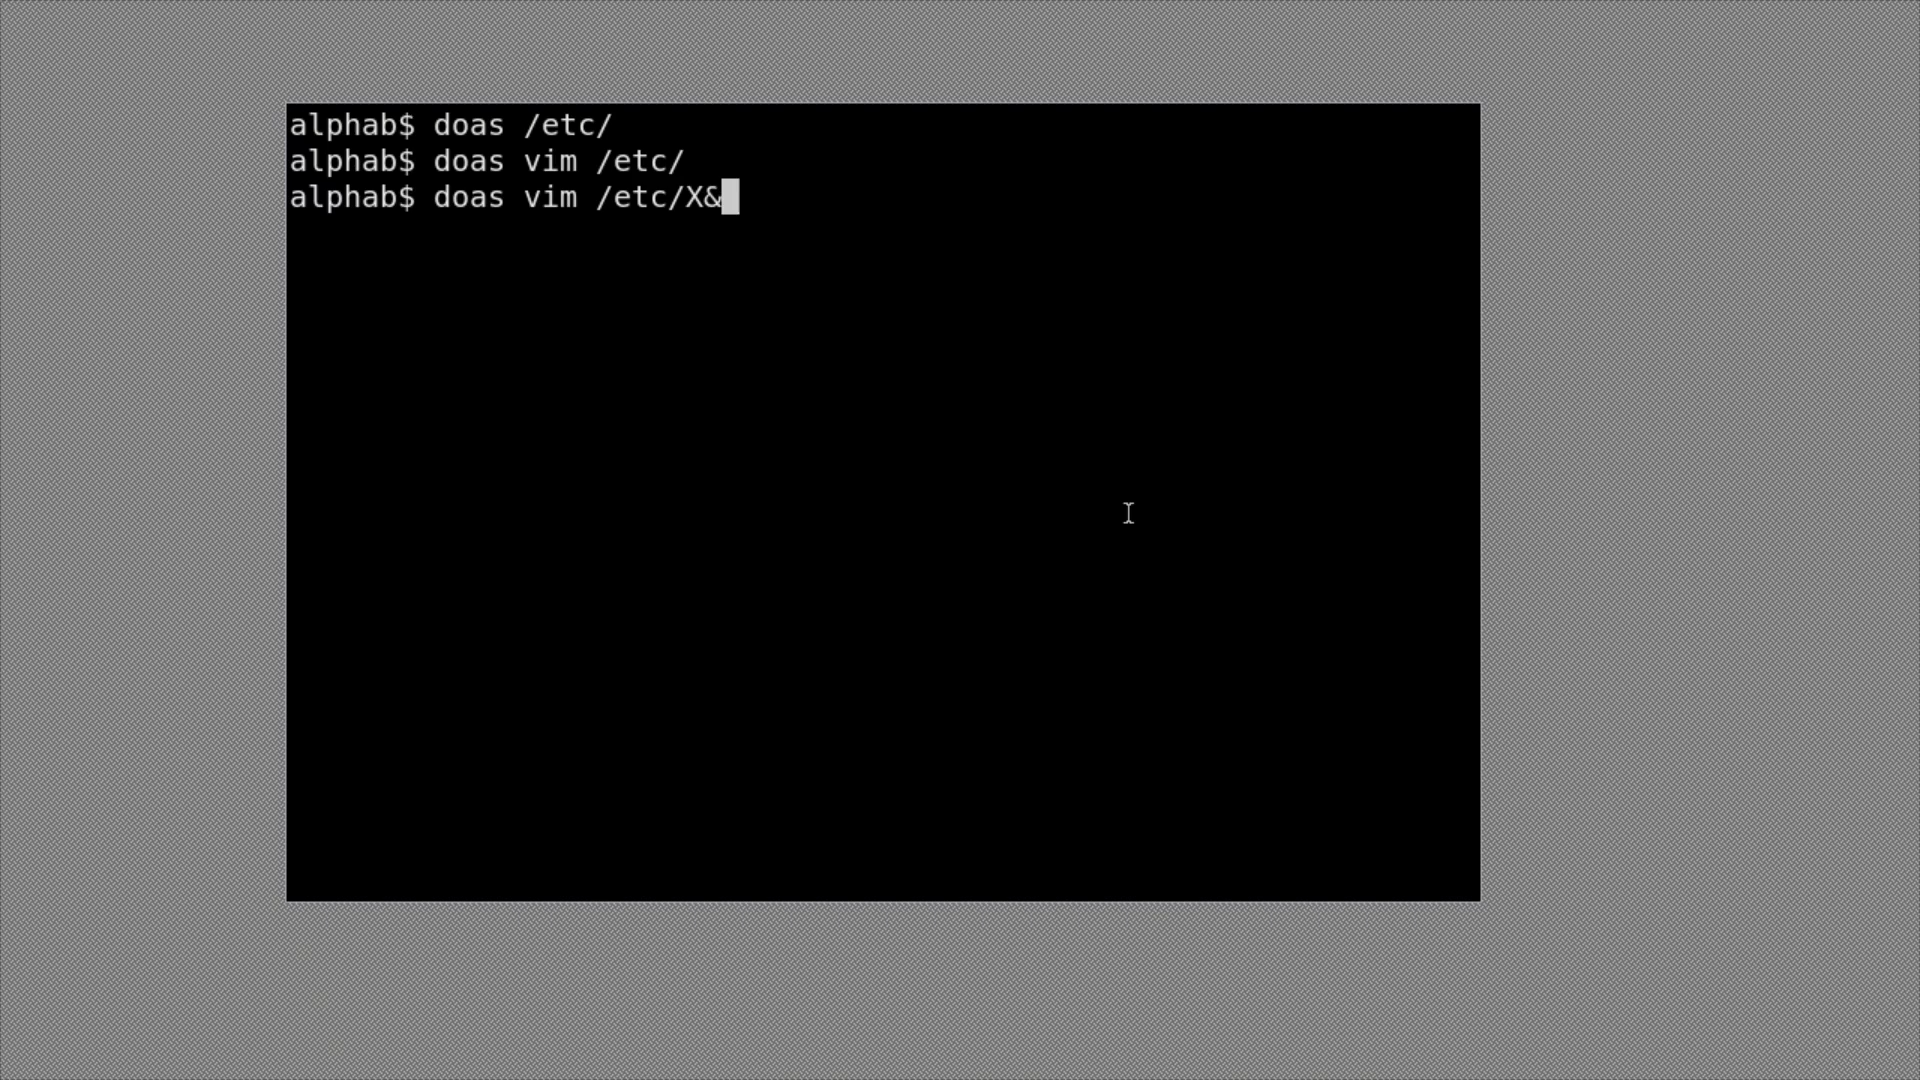 alphab$ doas /etc/
alphab$ doas vim /etc/
alphab$ doas vim /etc/X&